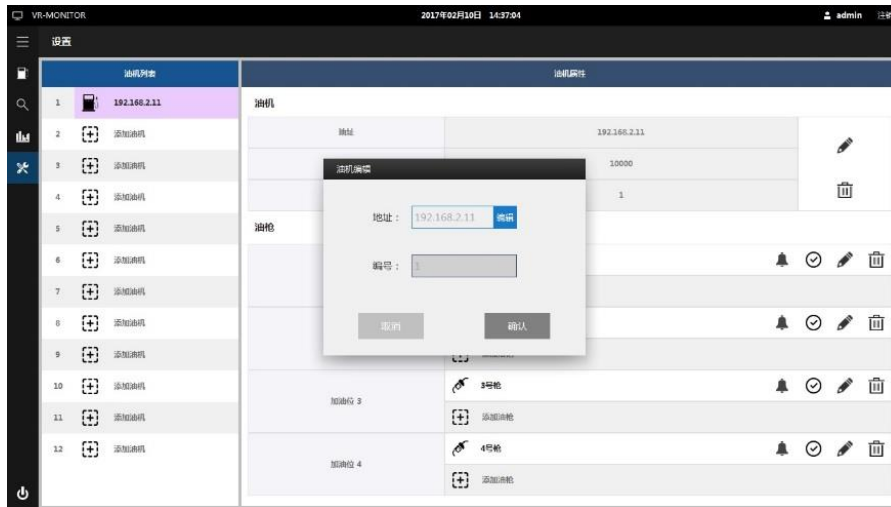 VR-MONITOR
2017年02月10日 14:37:04
admin
设置
油机列表
油机属性
1 192.168.2.11
2 添加油机
3 添加油机
4 添加油机
5 添加油机
6 添加油机
7 添加油机
8 添加油机
9 添加油机
10 添加油机
11 添加油机
12 添加油机
油机
地址 192.168.2.11
10000
1
油枪
油机编辑
地址： 192.168.2.11 编辑
编号： 1
取消 确认
加油位 3
3号枪
添加油枪
加油位 4
4号枪
添加油枪